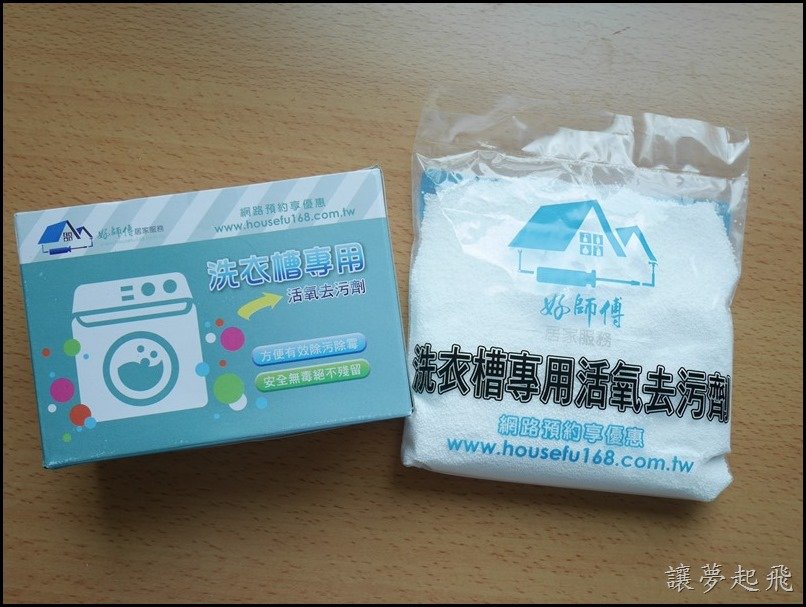 網路預約享優惠
www.housefu168.com.tw
好師傅居家服務
洗衣槽專用
活氧去污劑
方便有效除污除霉
安全無毒絕不殘留
好師傅
居家服務
洗衣槽專用活氧去污劑
網路預約享優惠
www.housefu168.com.tw
讓夢起飛